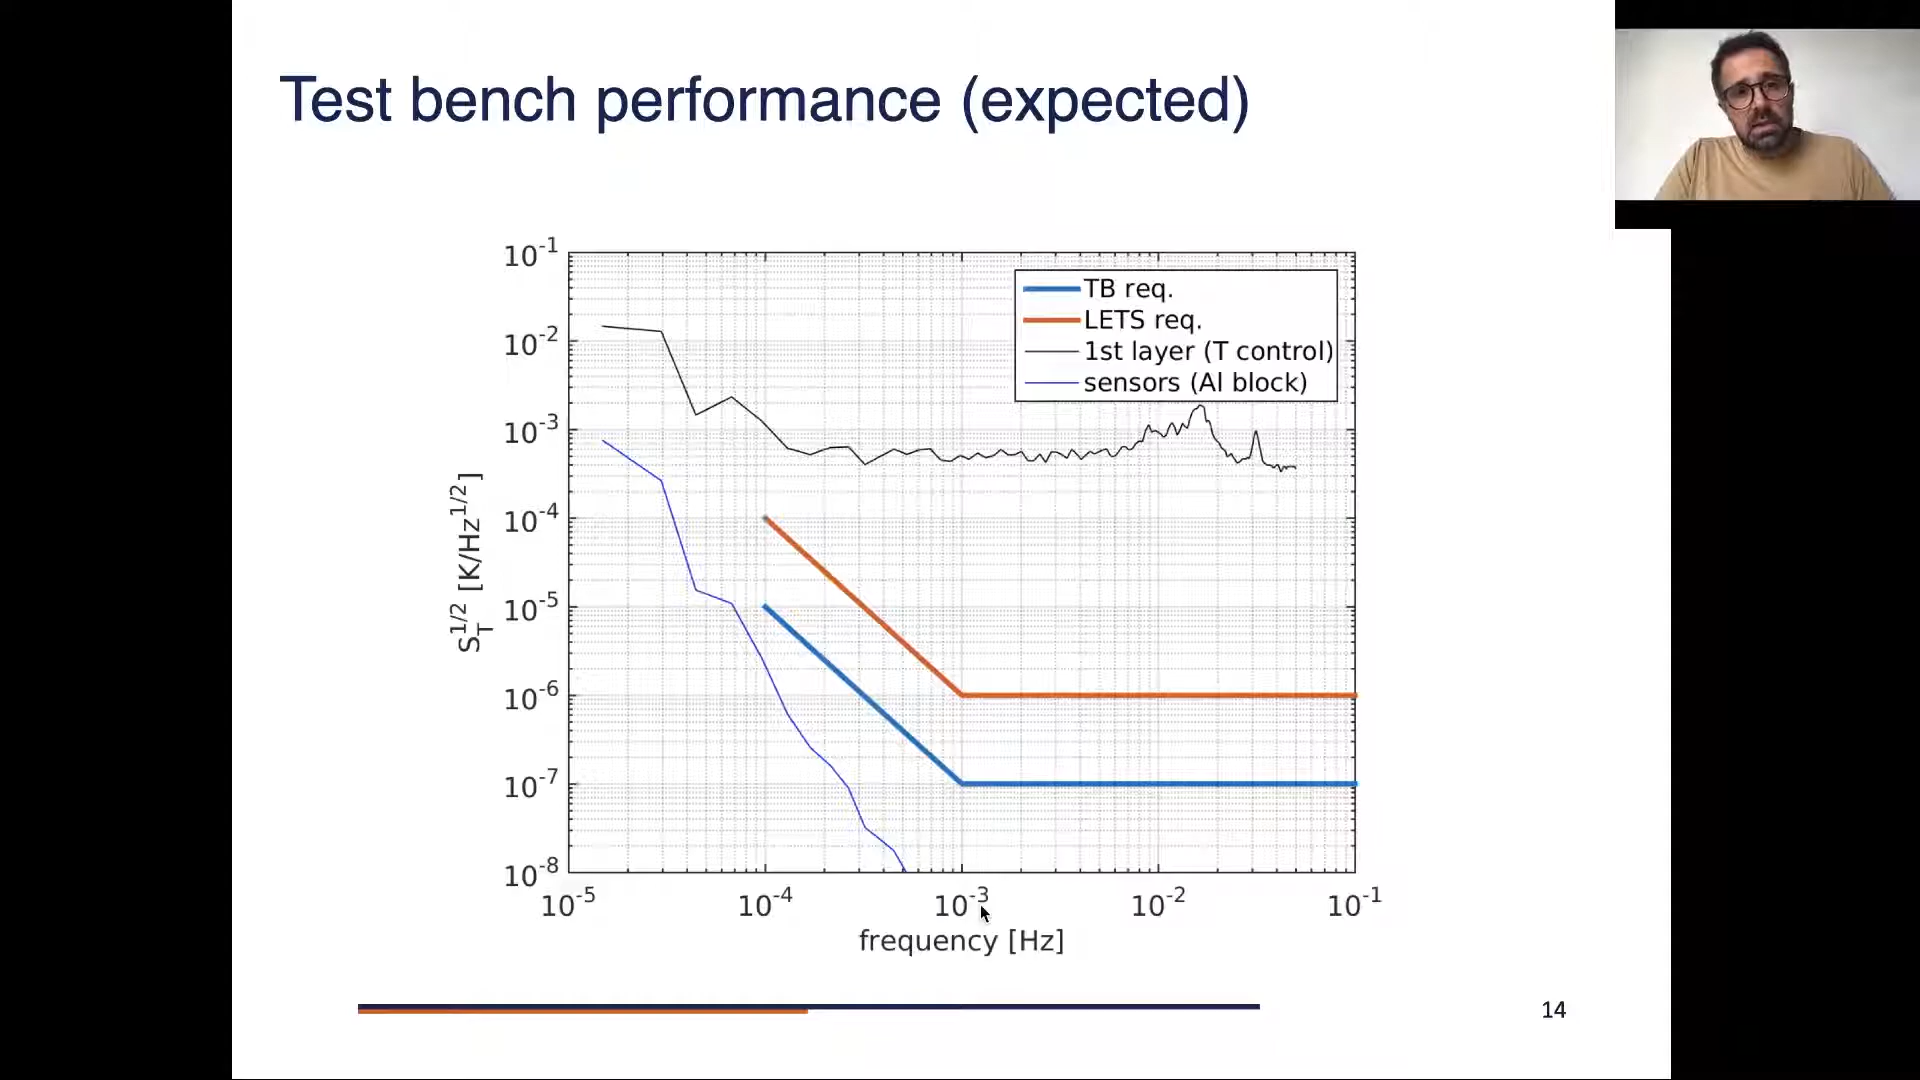 Test bench performance (expected)
10^-1
10^-2
10^-3
10^-4
10^-5
10^-6
10^-7
10^-8
S_T^1/2 [K/Hz^1/2]
TB req.
LETS req.
1st layer (T control)
sensors (Al block)
10^-5 10^-4 10^-3 10^-2 10^-1
frequency [Hz]
14